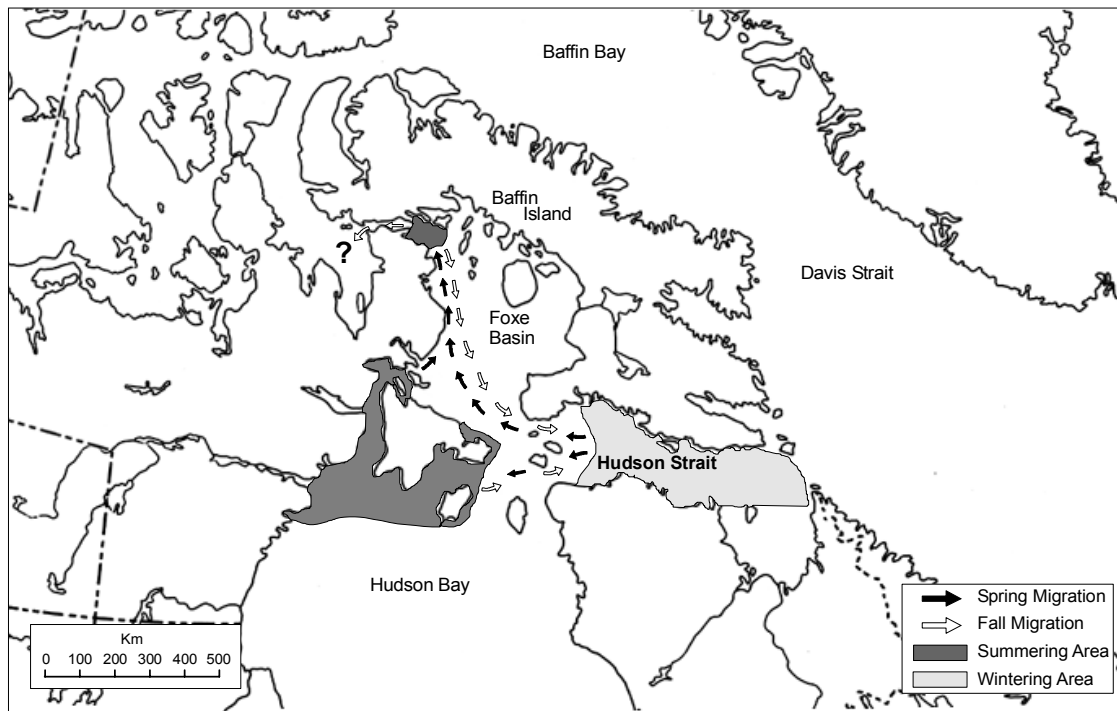 Baffin Bay
Baffin
Island
?
Davis Strait
Foxe
Basin
Hudson Strait
Hudson Bay
Km
0 100 200 300 400 500
Spring Migration
Fall Migration
Summering Area
Wintering Area